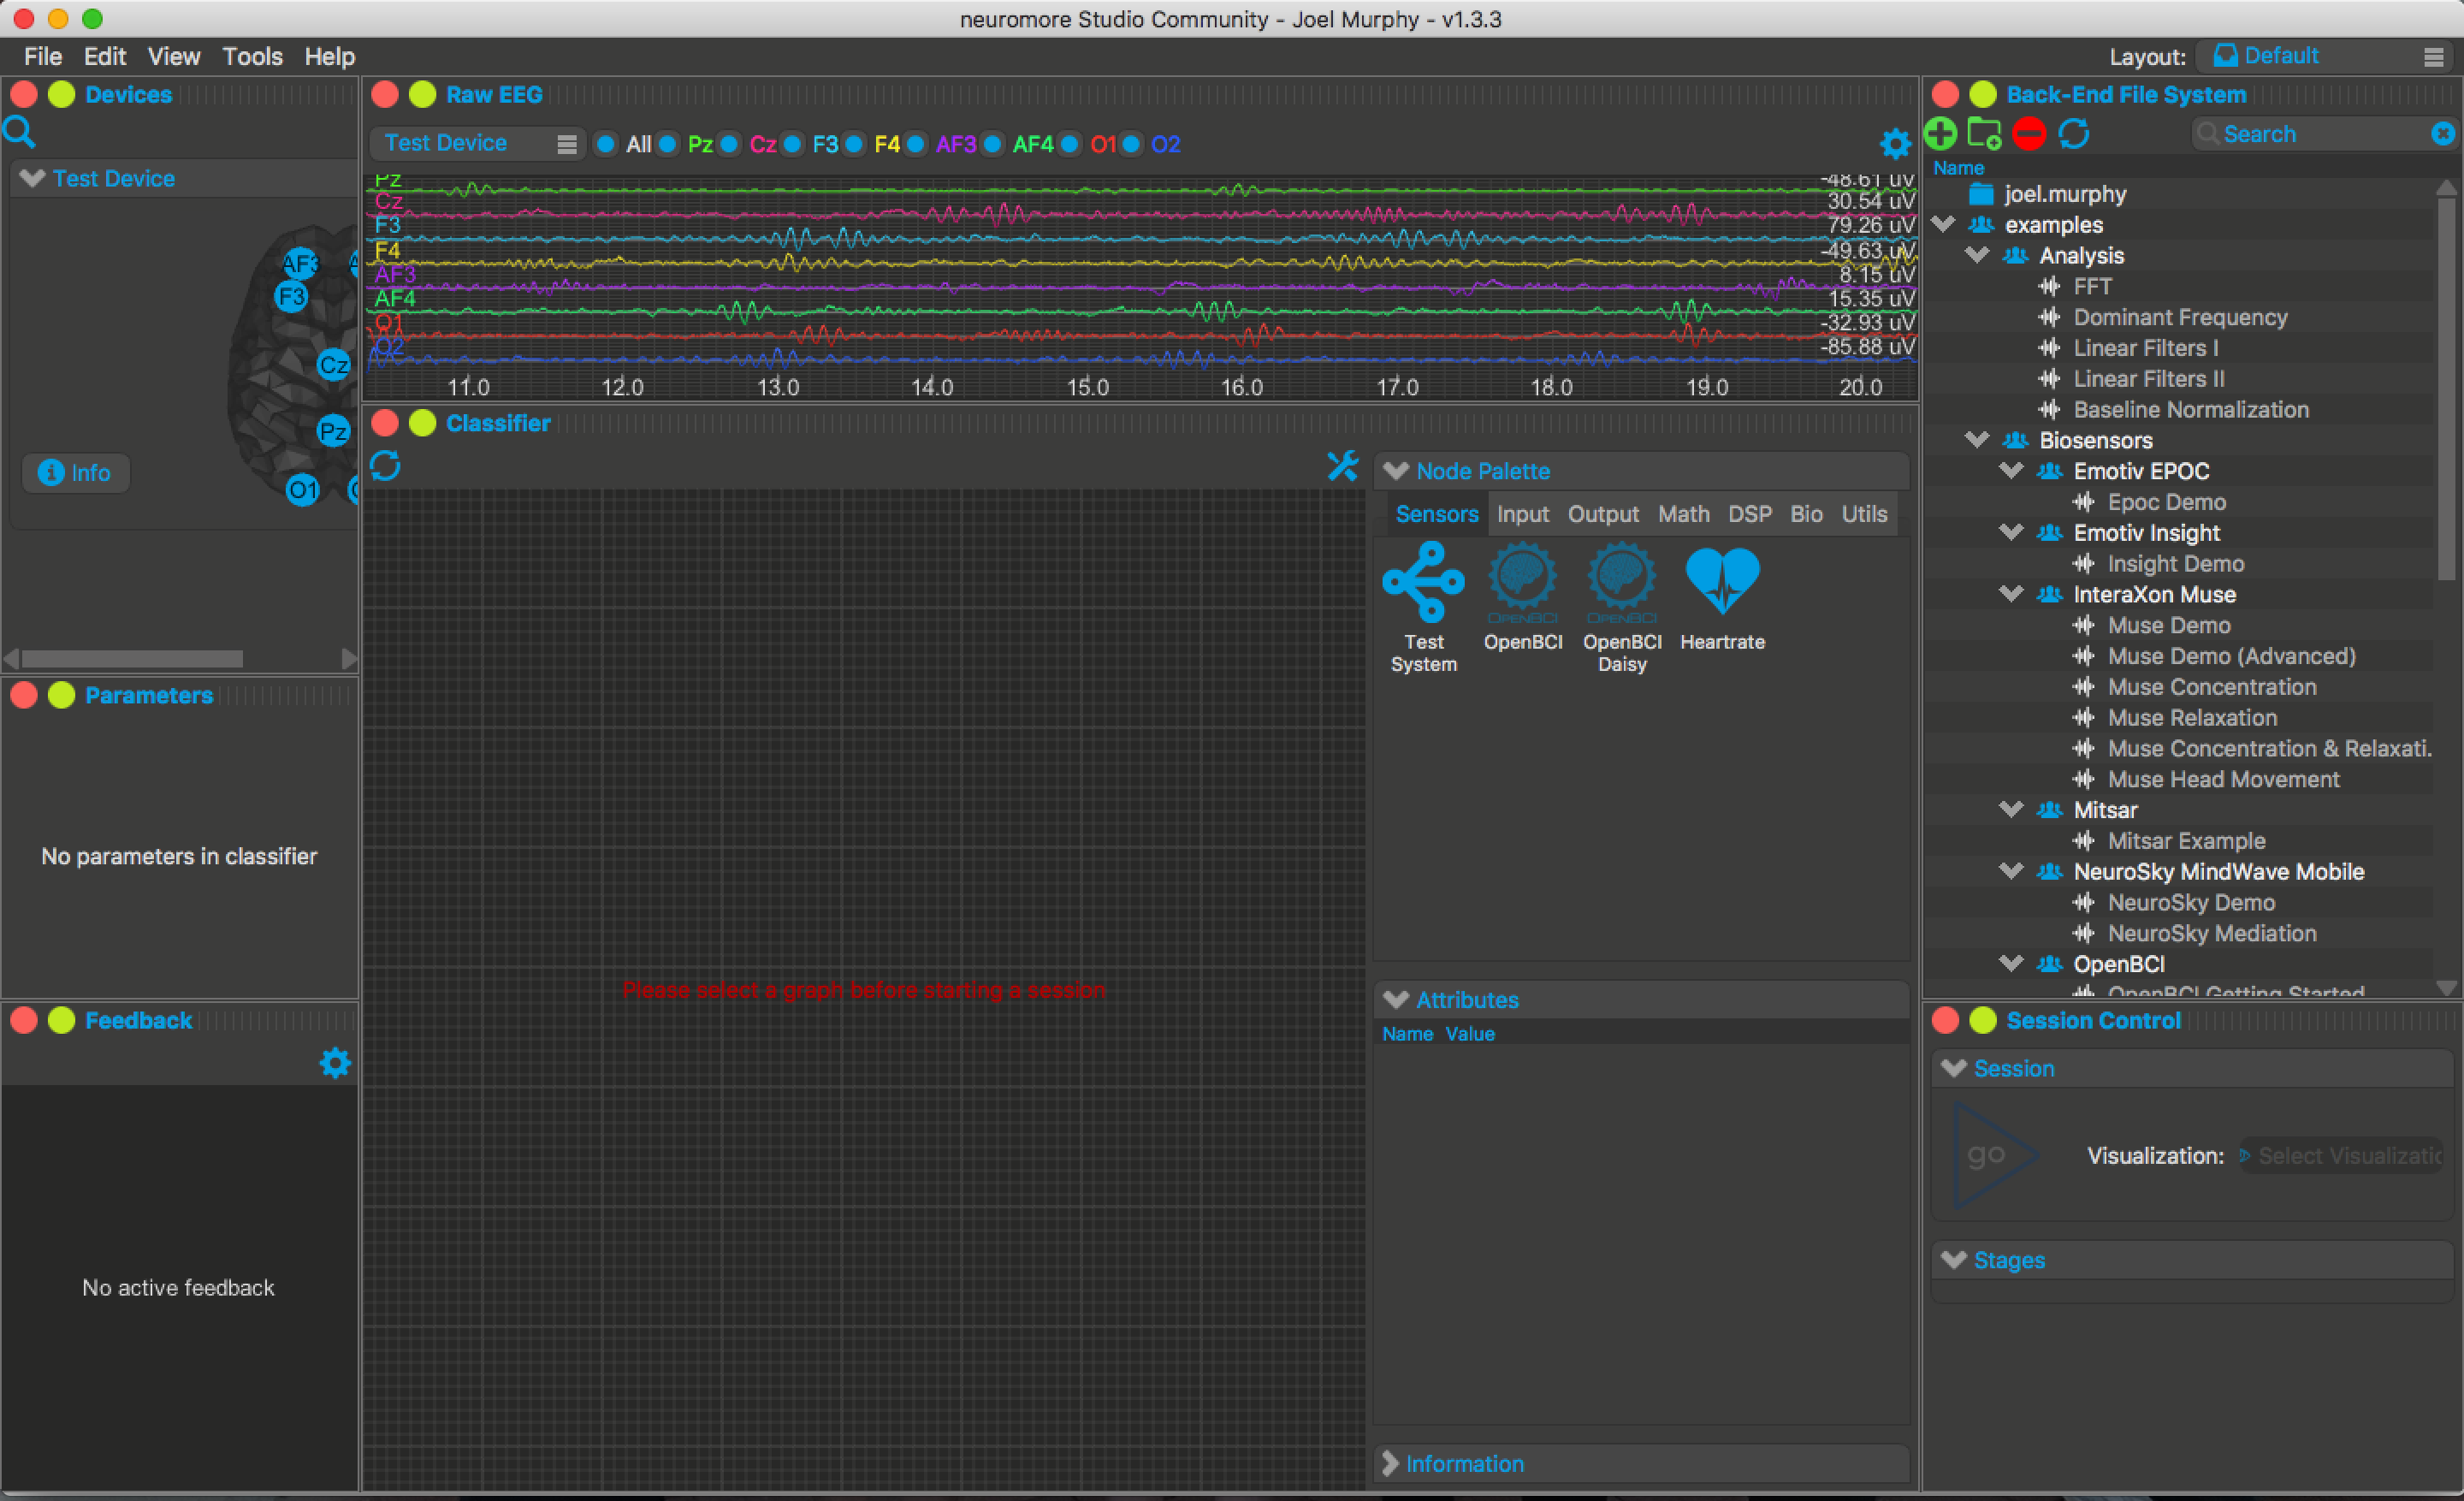 neuromore Studio Community - Joel Murphy - v1.3.3
File Edit View Tools Help
Layout: Default
Devices
Test Device
AF3
F3
Cz
Pz
O1
Info
Parameters
No parameters in classifier
Feedback
No active feedback
Raw EEG
Test Device All Pz Cz F3 F4 AF3 AF4 O1 O2
Pz -48.61 uV
Cz 30.54 uV
F3 79.26 uV
F4 -49.63 uV
AF3 8.15 uV
AF4 15.35 uV
O1 -32.93 uV
O2 -85.88 uV
11.0 12.0 13.0 14.0 15.0 16.0 17.0 18.0 19.0 20.0
Classifier
Please select a graph before starting a session
Node Palette
Sensors Input Output Math DSP Bio Utils
OPENBCI OPENBCI
Test System
OpenBCI
OpenBCI Daisy
Heartrate
Attributes
Name Value
Information
Back-End File System
Search
Name
joel.murphy
examples
Analysis
FFT
Dominant Frequency
Linear Filters I
Linear Filters II
Baseline Normalization
Biosensors
Emotiv EPOC
Epoc Demo
Emotiv Insight
Insight Demo
InteraXon Muse
Muse Demo
Muse Demo (Advanced)
Muse Concentration
Muse Relaxation
Muse Concentration & Relaxati.
Muse Head Movement
Mitsar
Mitsar Example
NeuroSky MindWave Mobile
NeuroSky Demo
NeuroSky Mediation
OpenBCI
OpenBCI Getting Started
Session Control
Session
go
Visualization: Select Visualizatio
Stages